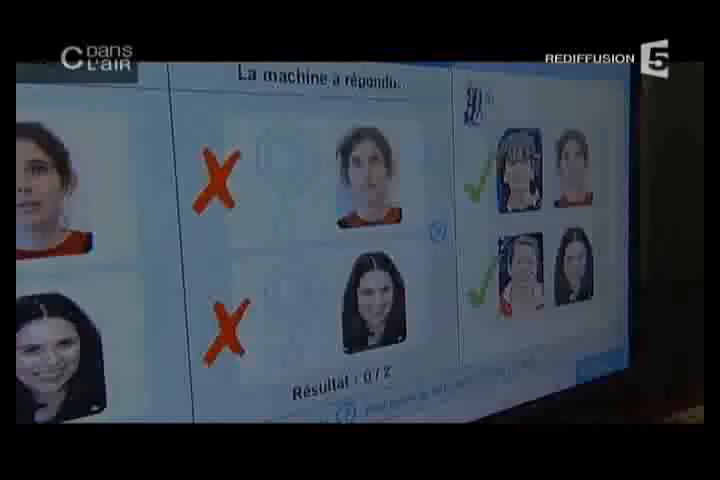 C DANS
L'AIR
REDIFFUSION 5
La machine a répondu.
Résultat : 0 / 2
?